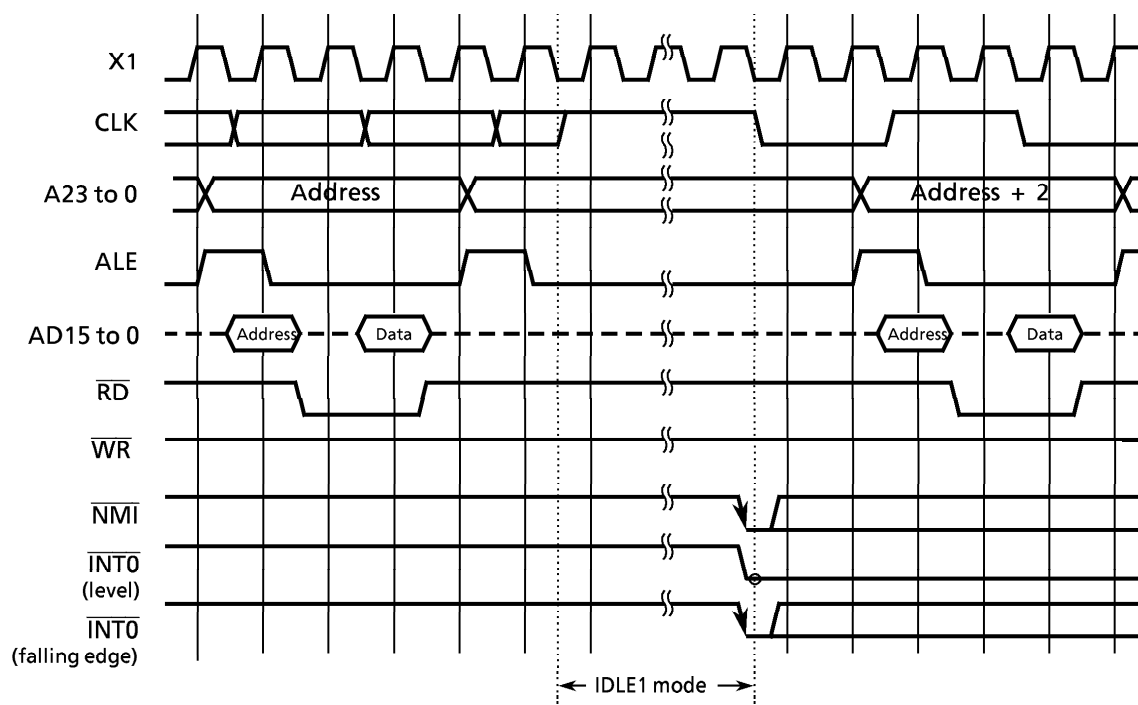 X1
CLK
A23 to 0
Address
Address + 2
ALE
AD15 to 0
Address
Data
Address
Data
RD
WR
NMI
INT0
(level)
INT0
(falling edge)
IDLE1 mode